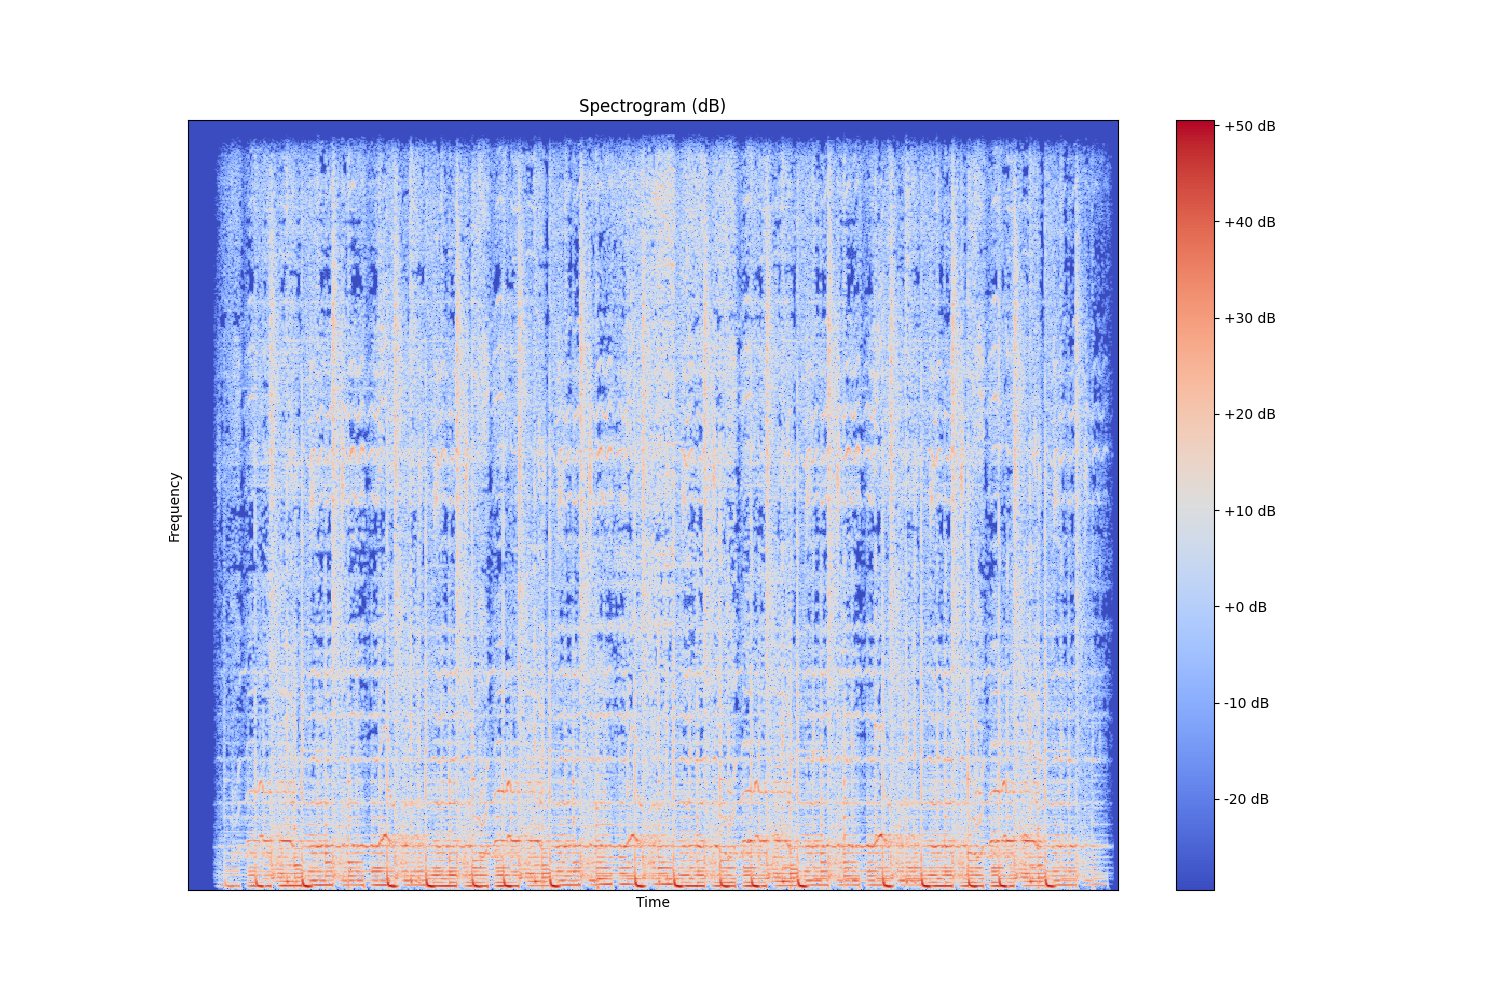 Spectrogram (dB)
Frequency
Time
+50 dB
+40 dB
+30 dB
+20 dB
+10 dB
+0 dB
-10 dB
-20 dB